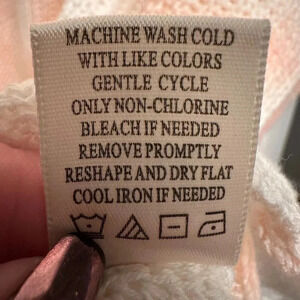 MACHINE WASH COLD
WITH LIKE COLORS
GENTLE CYCLE
ONLY NON-CHLORINE
BLEACH IF NEEDED
REMOVE PROMPTLY
RESHAPE AND DRY FLAT
COOL IRON IF NEEDED